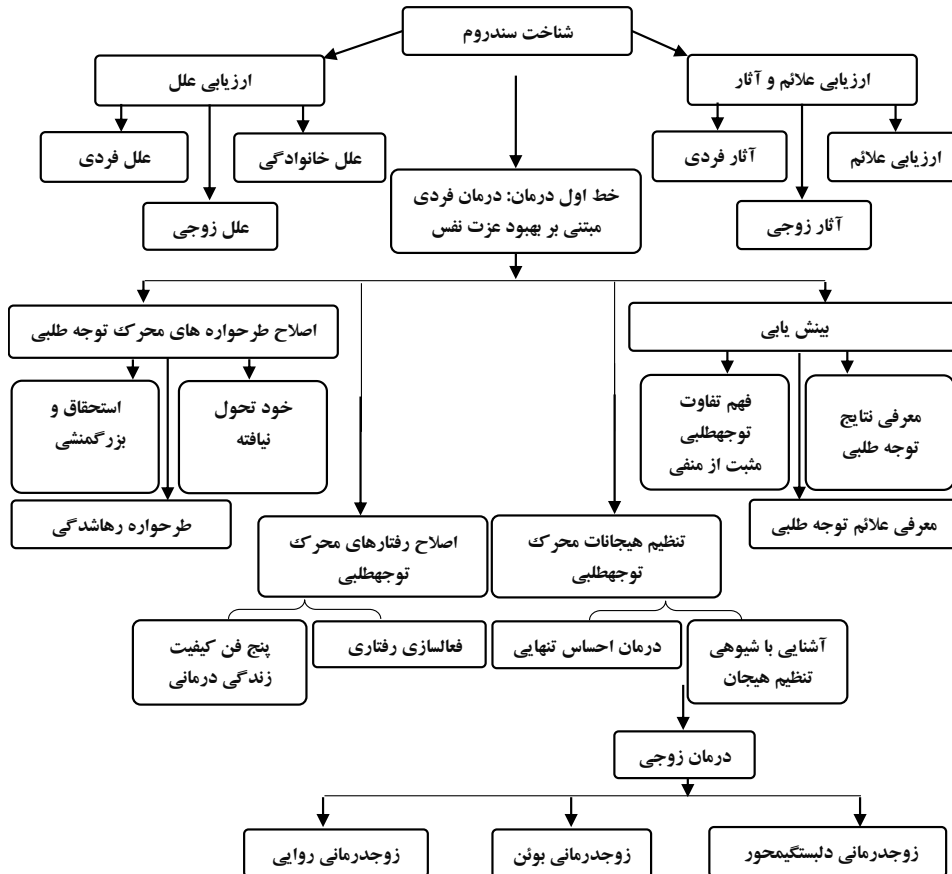 شناخت سندروم
ارزیابی علائم و آثار
ارزیابی علل
ارزیابی علائم
آثار فردی
علل خانوادگی
علل فردی
آثار زوجی
خط اول درمان: درمان فردی
مبتنی بر بهبود عزت نفس
علل زوجی
بینش یابی
اصلاح طرحواره های محرک توجه طلبی
معرفی نتایج
توجه طلبی
فهم تفاوت
توجهطلبی
مثبت از منفی
خود تحول
نیافته
استحقاق و
بزرگمنشی
معرفی علائم توجه طلبی
تنظیم هیجانات محرک
توجهطلبی
اصلاح رفتارهای محرک
توجهطلبی
طرحواره رهاشدگی
آشنایی با شیوهی
تنظیم هیجان
درمان احساس تنهایی
فعالسازی رفتاری
پنج فن کیفیت
زندگی درمانی
درمان زوجی
زوجدرمانی دلبستگیمحور
زوجدرمانی بوئن
زوجدرمانی روایی